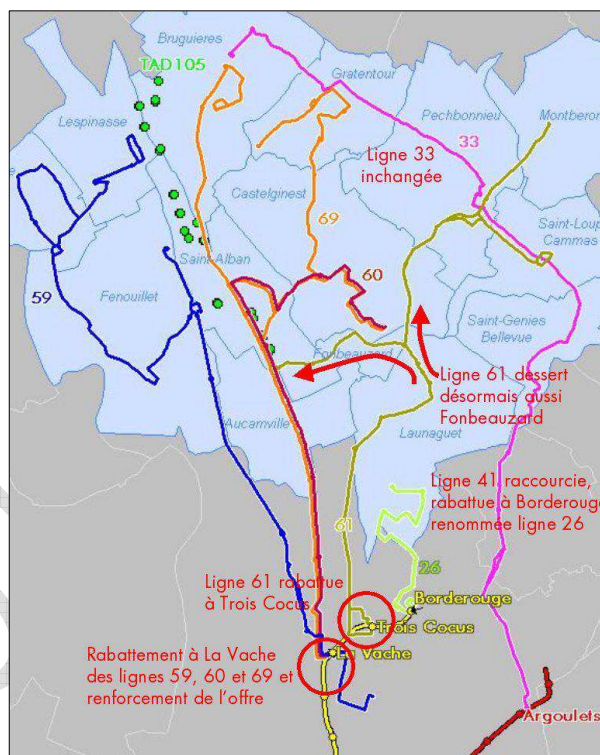 Bruguieres
TAD105
Gratentour
Lespinasse
Pechbonnieu
Montberon
Ligne 33
inchangée
33
Castelginest
69
Saint-Loup
Cammas
Saint-Alban
60
59
Fenouillet
Saint-Genies
Bellevue
Fonbeauzard
Ligne 61 dessert
désormais aussi
Fonbeauzard
Aucamville
Launaguet
Ligne 41 raccourcie,
rabattue à Borderouge
renommée ligne 26
61
26
Ligne 61 rabattue
à Trois Cocus
Borderouge
Trois Cocus
La Vache
Rabattement à La Vache
des lignes 59, 60 et 69 et
renforcement de l'offre
Argoulets